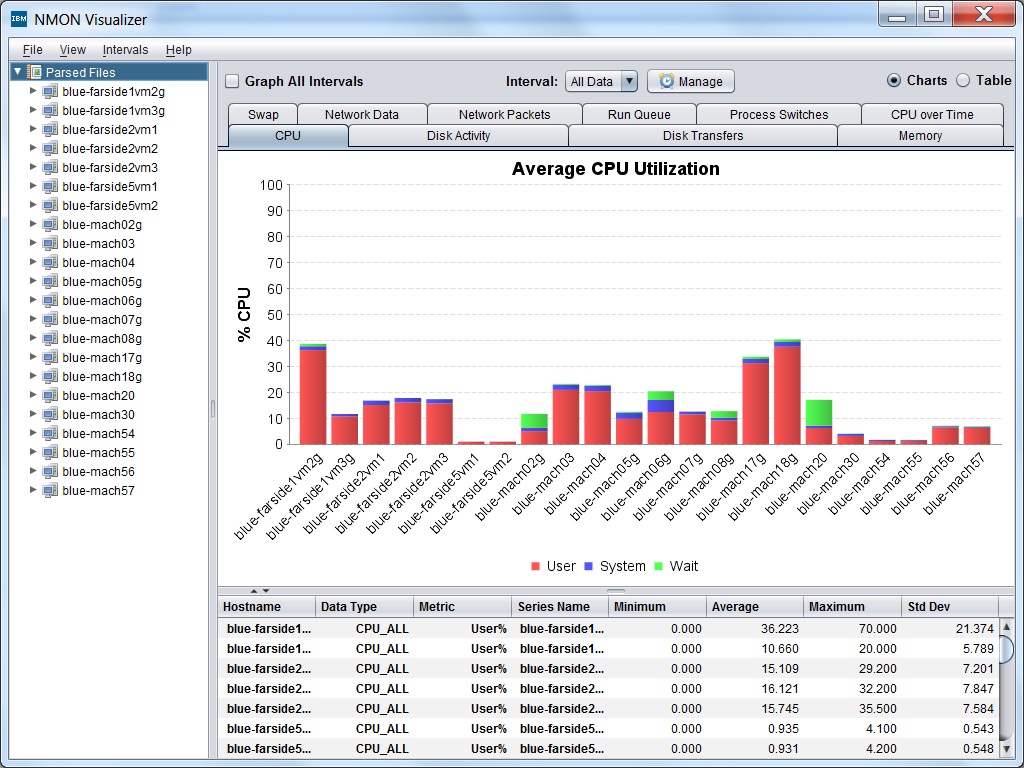 IBM NMON Visualizer
File View Intervals Help
Parsed Files
blue-farside1vm2g
blue-farside1vm3g
blue-farside2vm1
blue-farside2vm2
blue-farside2vm3
blue-farside5vm1
blue-farside5vm2
blue-mach02g
blue-mach03
blue-mach04
blue-mach05g
blue-mach06g
blue-mach07g
blue-mach08g
blue-mach17g
blue-mach18g
blue-mach20
blue-mach30
blue-mach54
blue-mach55
blue-mach56
blue-mach57
Graph All Intervals Interval: All Data Manage Charts Table
Swap Network Data Network Packets Run Queue Process Switches CPU over Time
CPU Disk Activity Disk Transfers Memory
Average CPU Utilization
% CPU
100
90
80
70
60
50
40
30
20
10
0
blue-farside1vm2g
blue-farside1vm3g
blue-farside2vm1
blue-farside2vm2
blue-farside2vm3
blue-farside5vm1
blue-farside5vm2
blue-mach02g
blue-mach03
blue-mach04
blue-mach05g
blue-mach06g
blue-mach07g
blue-mach08g
blue-mach17g
blue-mach18g
blue-mach20
blue-mach30
blue-mach54
blue-mach55
blue-mach56
blue-mach57
User System Wait
Hostname Data Type Metric Series Name Minimum Average Maximum Std Dev
blue-farside1... CPU_ALL User% blue-farside1... 0.000 36.223 70.000 21.374
blue-farside1... CPU_ALL User% blue-farside1... 0.000 10.660 20.000 5.789
blue-farside2... CPU_ALL User% blue-farside2... 0.000 15.109 29.200 7.201
blue-farside2... CPU_ALL User% blue-farside2... 0.000 16.121 32.200 7.847
blue-farside2... CPU_ALL User% blue-farside2... 0.000 15.745 35.500 7.584
blue-farside5... CPU_ALL User% blue-farside5... 0.000 0.935 4.100 0.543
blue-farside5... CPU_ALL User% blue-farside5... 0.000 0.931 4.200 0.548